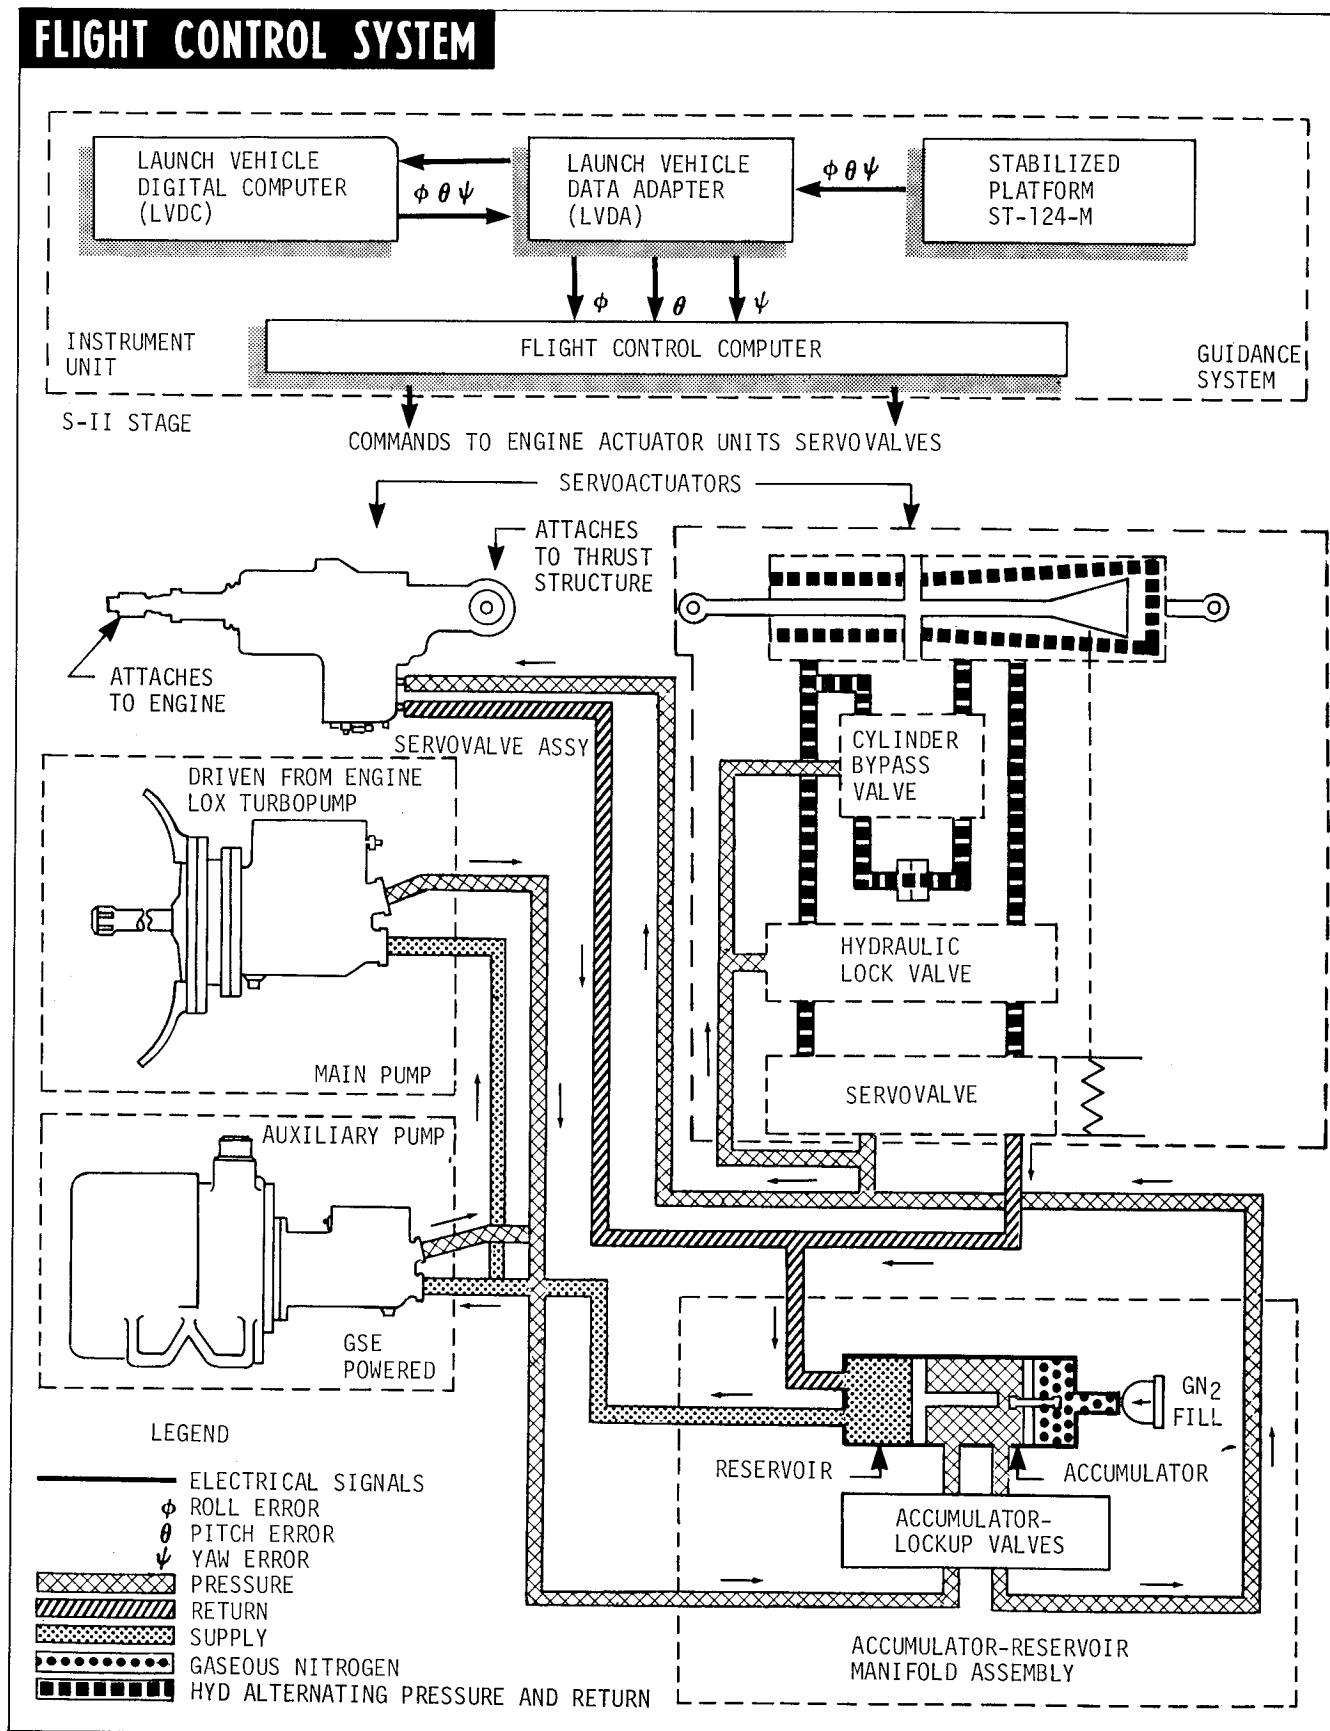 FLIGHT CONTROL SYSTEM
LAUNCH VEHICLE
DIGITAL COMPUTER
(LVDC)
ϕ θ ψ
LAUNCH VEHICLE
DATA ADAPTER
(LVDA)
ϕ θ ψ
STABILIZED
PLATFORM
ST-124-M
ϕ
θ
ψ
INSTRUMENT
UNIT
FLIGHT CONTROL COMPUTER
GUIDANCE
SYSTEM
S-II STAGE
COMMANDS TO ENGINE ACTUATOR UNITS SERVOVALVES
SERVOACTUATORS
ATTACHES
TO THRUST
STRUCTURE
ATTACHES
TO ENGINE
SERVOVALVE ASSY
CYLINDER
BYPASS
VALVE
DRIVEN FROM ENGINE
LOX TURBOPUMP
HYDRAULIC
LOCK VALVE
MAIN PUMP
SERVOVALVE
AUXILIARY PUMP
GSE
POWERED
GN2
FILL
RESERVOIR
ACCUMULATOR
ACCUMULATOR-
LOCKUP VALVES
ACCUMULATOR-RESERVOIR
MANIFOLD ASSEMBLY
LEGEND
ELECTRICAL SIGNALS
ϕ ROLL ERROR
θ PITCH ERROR
ψ YAW ERROR
PRESSURE
RETURN
SUPPLY
GASEOUS NITROGEN
HYD ALTERNATING PRESSURE AND RETURN